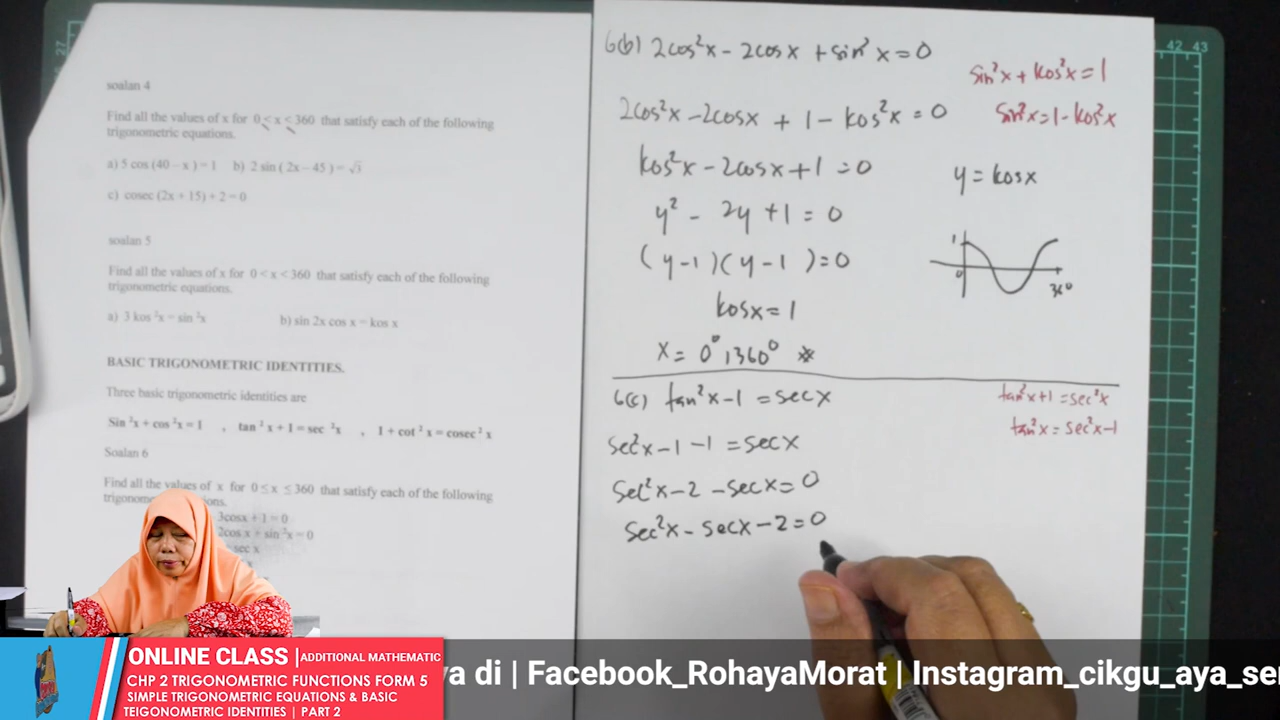 soalan 4
Find all the values of x for 0 < x < 360 that satisfy each of the following
trigonometric equations.
a) 5 cos (40 – x ) = 1 b) 2 sin ( 2x – 45 ) = √3
c) cosec (2x + 15) + 2 = 0
soalan 5
Find all the values of x for 0 < x < 360 that satisfy each of the following
trigonometric equations.
a) 3 kos ²x = sin ²x b) sin 2x cos x = kos x
BASIC TRIGONOMETRIC IDENTITIES.
Three basic trigonometric identities are
Sin ²x + cos ²x = 1 , tan ² x + 1 = sec ²x , 1 + cot ² x = cosec² x
Soalan 6
Find all the values of x for 0 ≤ x ≤ 360 that satisfy each of the following
3cosx + 1 = 0
2cos x + sin ²x = 0
sec x
6(b) 2cos²x - 2cosx + sin²x = 0
sin²x + kos²x = 1
2cos²x - 2cosx + 1 - kos²x = 0
sin²x = 1 - kos²x
kos²x - 2cosx + 1 = 0
y = kosx
y² - 2y + 1 = 0
(y-1)(y-1) = 0
1
0
360
kosx = 1
x = 0°, 360° *
6(c) tan²x - 1 = secx
tan²x + 1 = sec²x
tan²x = sec²x - 1
sec²x - 1 - 1 = secx
sec²x - 2 - secx = 0
sec²x - secx - 2 = 0
27
42 43
ONLINE CLASS | ADDITIONAL MATHEMATIC
CHP 2 TRIGONOMETRIC FUNCTIONS FORM 5
SIMPLE TRIGONOMETRIC EQUATIONS & BASIC
TEIGONOMETRIC IDENTITIES | PART 2
ya di | Facebook_RohayaMorat | Instagram_cikgu_aya_se